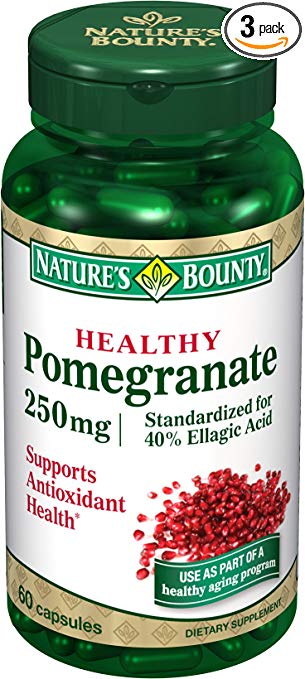 3
pack
NATURE'S
BOUNTY®
NATURE'S BOUNTY®
HEALTHY
Pomegranate
250mg
Standardized for
40% Ellagic Acid
Supports
Antioxidant
Health*
USE AS PART OF A
healthy aging program
60 capsules
DIETARY SUPPLEMENT